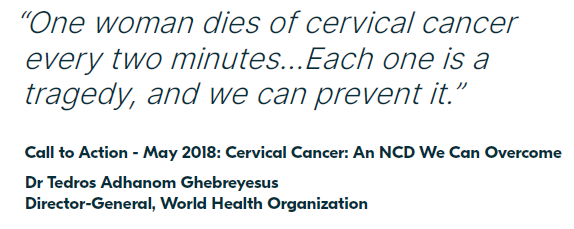 “One woman dies of cervical cancer
every two minutes...Each one is a
tragedy, and we can prevent it.”
Call to Action - May 2018: Cervical Cancer: An NCD We Can Overcome
Dr Tedros Adhanom Ghebreyesus
Director-General, World Health Organization